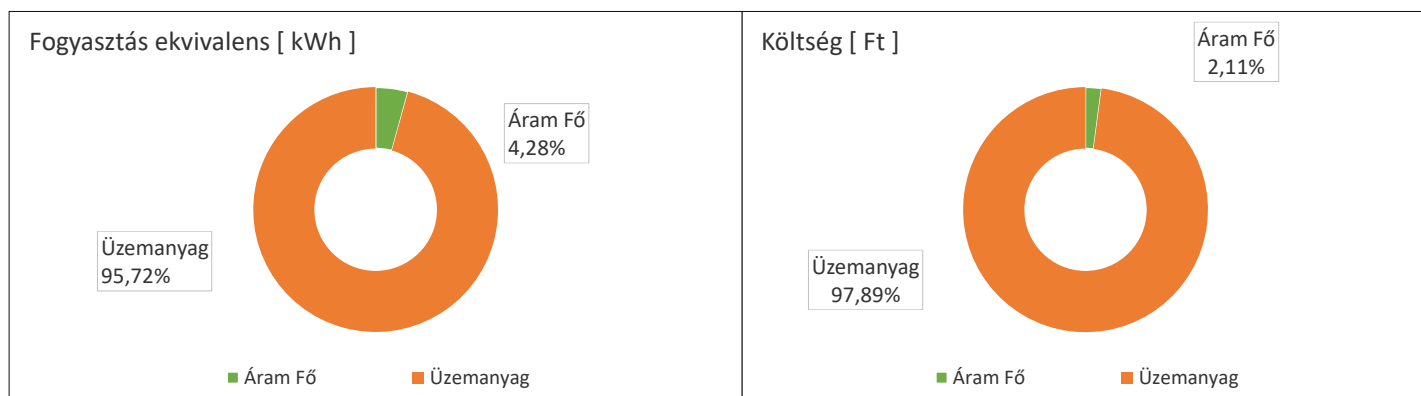 Fogyasztás ekvivalens [ kWh ]
Áram Fő
4,28%
Üzemanyag
95,72%
Áram Fő
Üzemanyag
Költség [ Ft ]
Áram Fő
2,11%
Üzemanyag
97,89%
Áram Fő
Üzemanyag